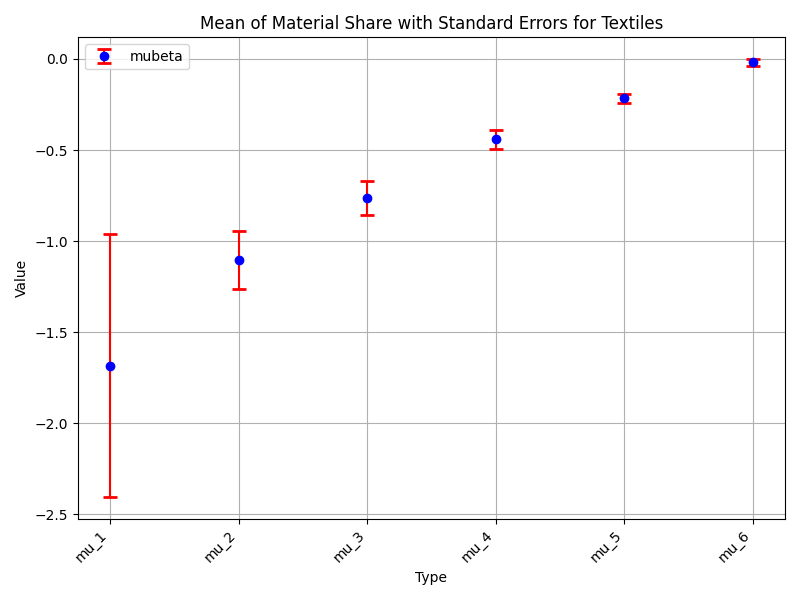 Mean of Material Share with Standard Errors for Textiles
mubeta
0.0
−0.5
−1.0
−1.5
−2.0
−2.5
Value
mu_1
mu_2
mu_3
mu_4
mu_5
mu_6
Type